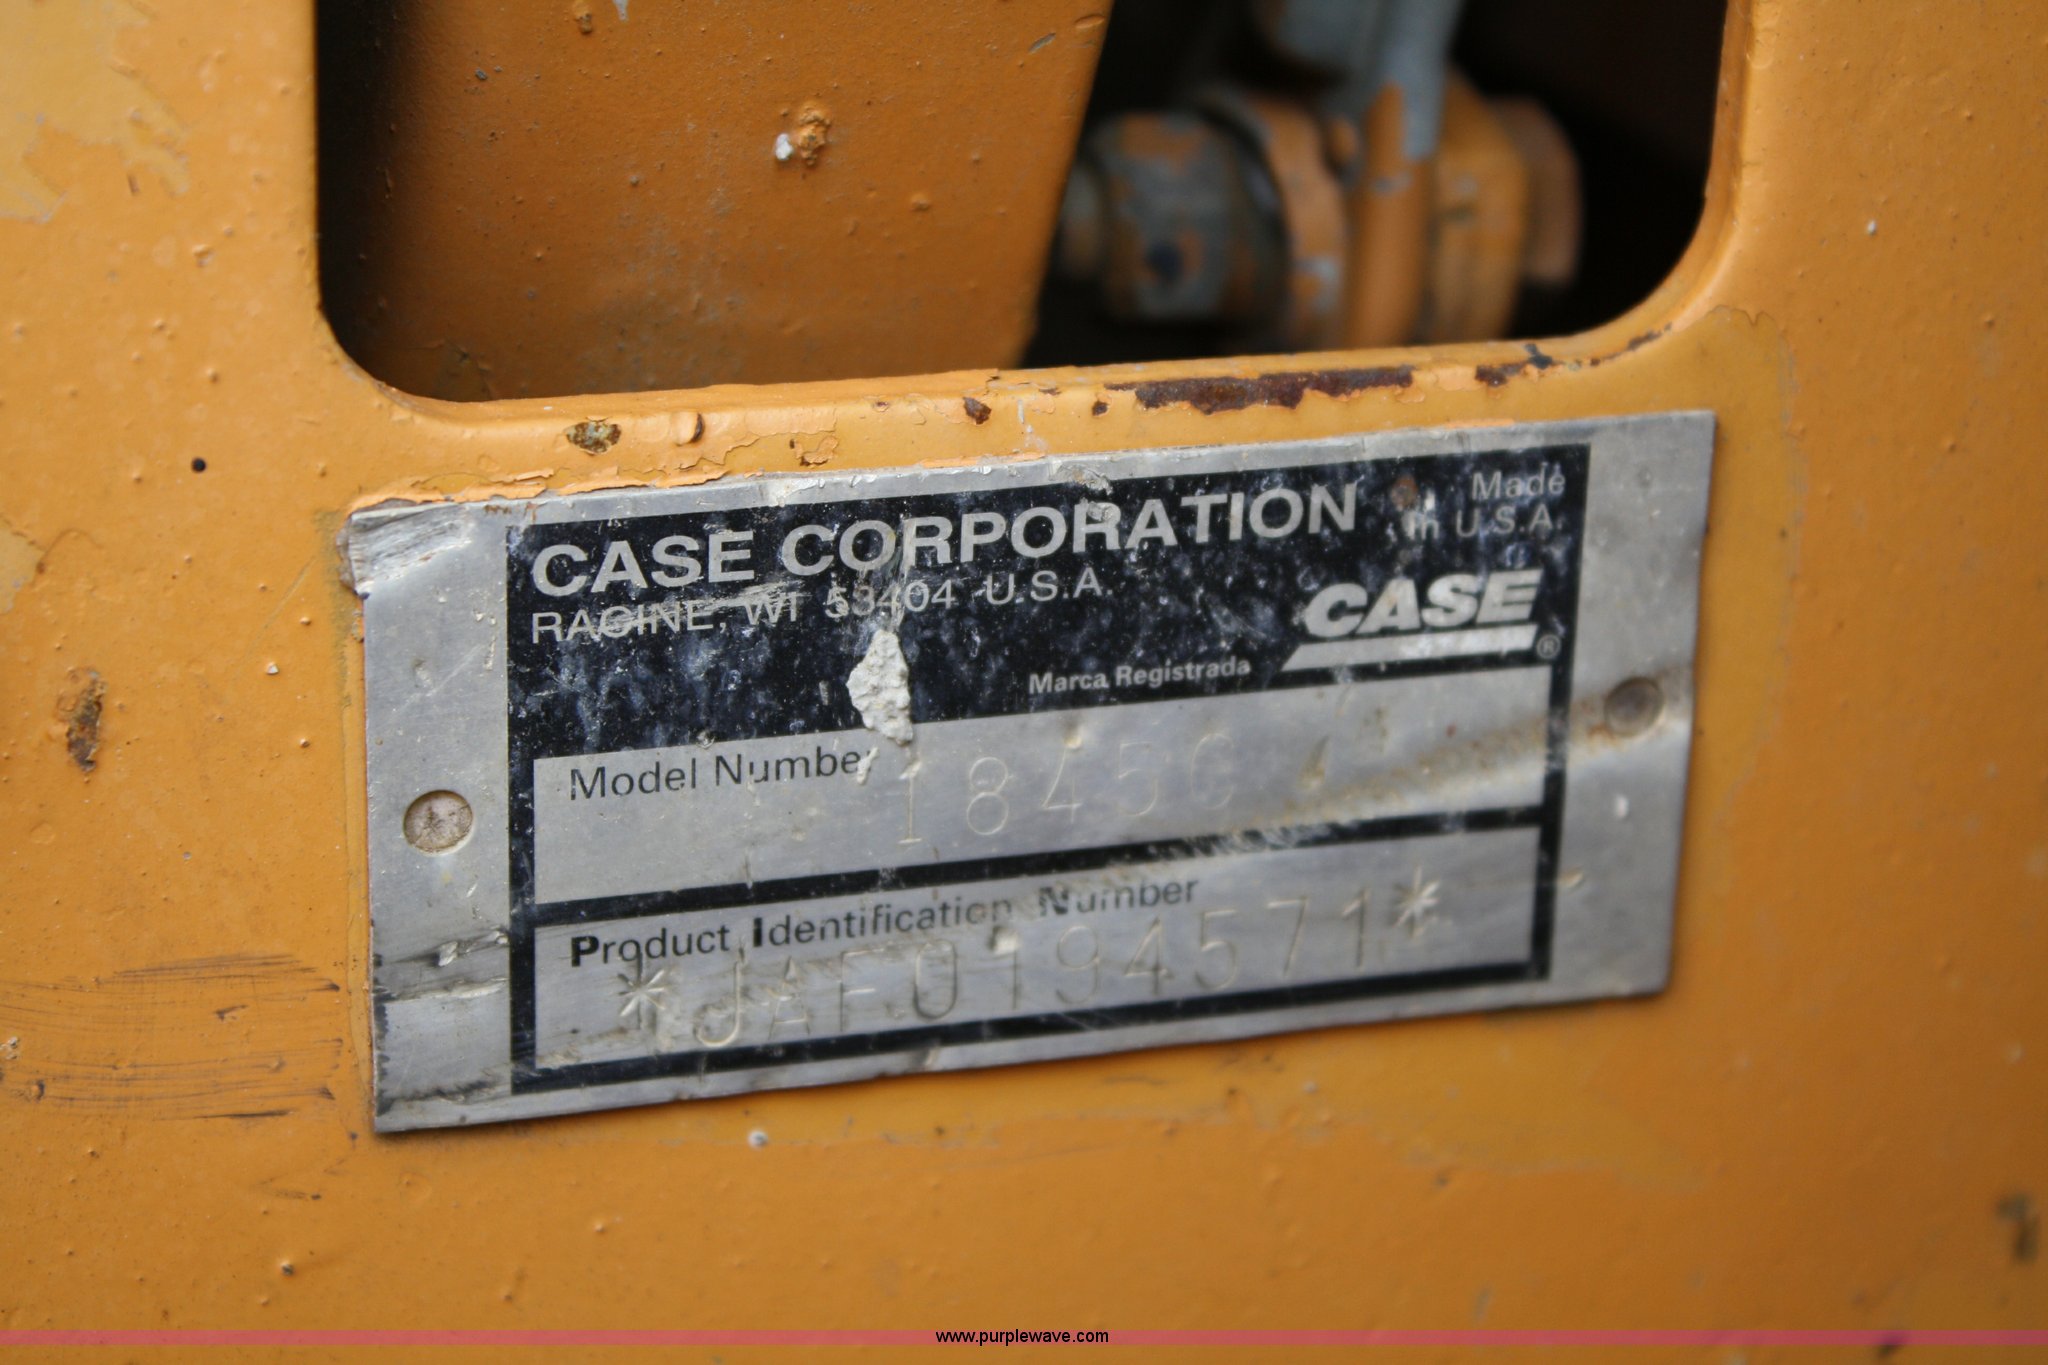 CASE CORPORATION
Made
in U.S.A.
RACINE, WI 53404 U.S.A.
CASE®
Marca Registrada
Model Number 1845C
Product Identification Number
*JAF0194571*
www.purplewave.com